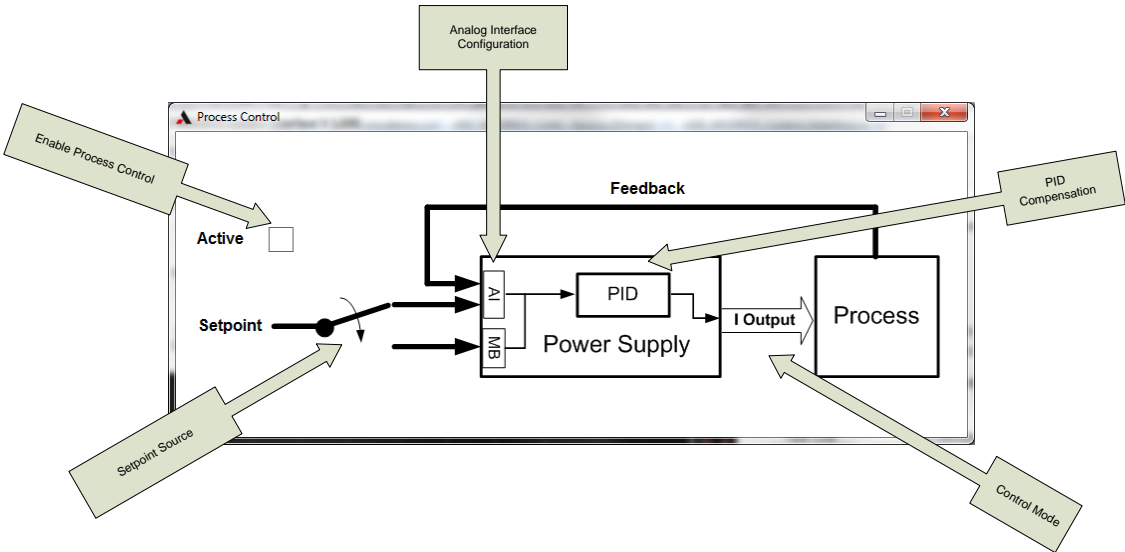 Analog Interface
Configuration
Process Control
Enable Process Control
PID
Compensation
Feedback
Active
AI
PID
Setpoint
I Output
Process
MB
Power Supply
Setpoint Source
Control Mode